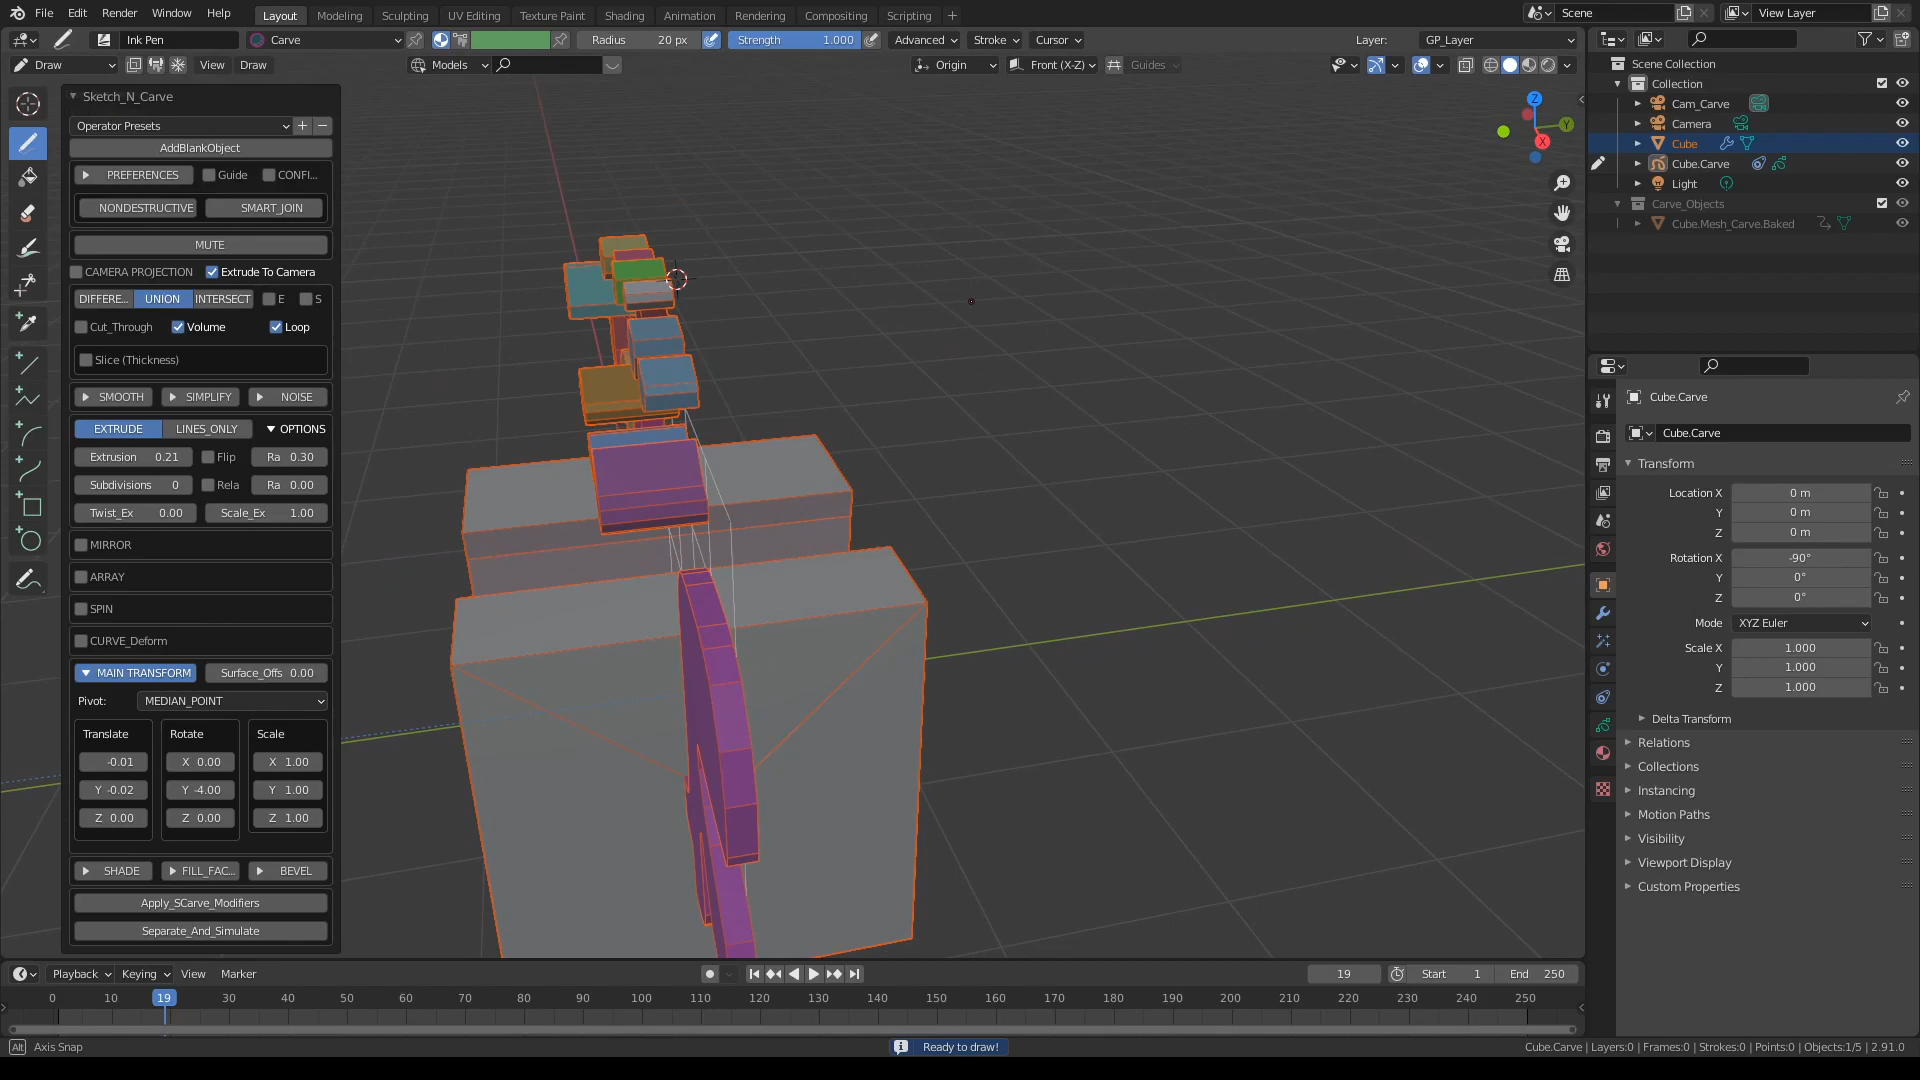 File Edit Render Window Help Layout Modeling Sculpting UV Editing Texture Paint Shading Animation Rendering Compositing Scripting + Scene View Layer
Ink Pen Carve Radius 20 px Strength 1.000 Advanced Stroke Cursor Layer: GP_Layer
Draw View Draw Models Origin Front (X-Z) Guides
Sketch_N_Carve
Operator Presets + −
AddBlankObject
PREFERENCES Guide CONFI...
NONDESTRUCTIVE SMART_JOIN
MUTE
CAMERA PROJECTION Extrude To Camera
DIFFERE... UNION INTERSECT E S
Cut_Through Volume Loop
Slice (Thickness)
SMOOTH SIMPLIFY NOISE
EXTRUDE LINES_ONLY OPTIONS
Extrusion 0.21 Flip Ra 0.30
Subdivisions 0 Rela Ra 0.00
Twist_Ex 0.00 Scale_Ex 1.00
MIRROR
ARRAY
SPIN
CURVE_Deform
MAIN TRANSFORM Surface_Offs 0.00
Pivot: MEDIAN_POINT
Translate Rotate Scale
-0.01 X 0.00 X 1.00
Y -0.02 Y -4.00 Y 1.00
Z 0.00 Z 0.00 Z 1.00
SHADE FILL_FAC... BEVEL
Apply_SCarve_Modifiers
Separate_And_Simulate
Z
Y
X
Scene Collection
Collection
Cam_Carve
Camera
Cube
Cube.Carve
Light
Carve_Objects
Cube.Mesh_Carve.Baked
Cube.Carve
Cube.Carve
Transform
Location X 0 m
Y 0 m
Z 0 m
Rotation X -90°
Y 0°
Z 0°
Mode XYZ Euler
Scale X 1.000
Y 1.000
Z 1.000
Delta Transform
Relations
Collections
Instancing
Motion Paths
Visibility
Viewport Display
Custom Properties
Playback Keying View Marker 19 Start 1 End 250
0 10 19 30 40 50 60 70 80 90 100 110 120 130 140 150 160 170 180 190 200 210 220 230 240 250
Alt Axis Snap Ready to draw! Cube.Carve | Layers:0 | Frames:0 | Strokes:0 | Points:0 | Objects:1/5 | 2.91.0